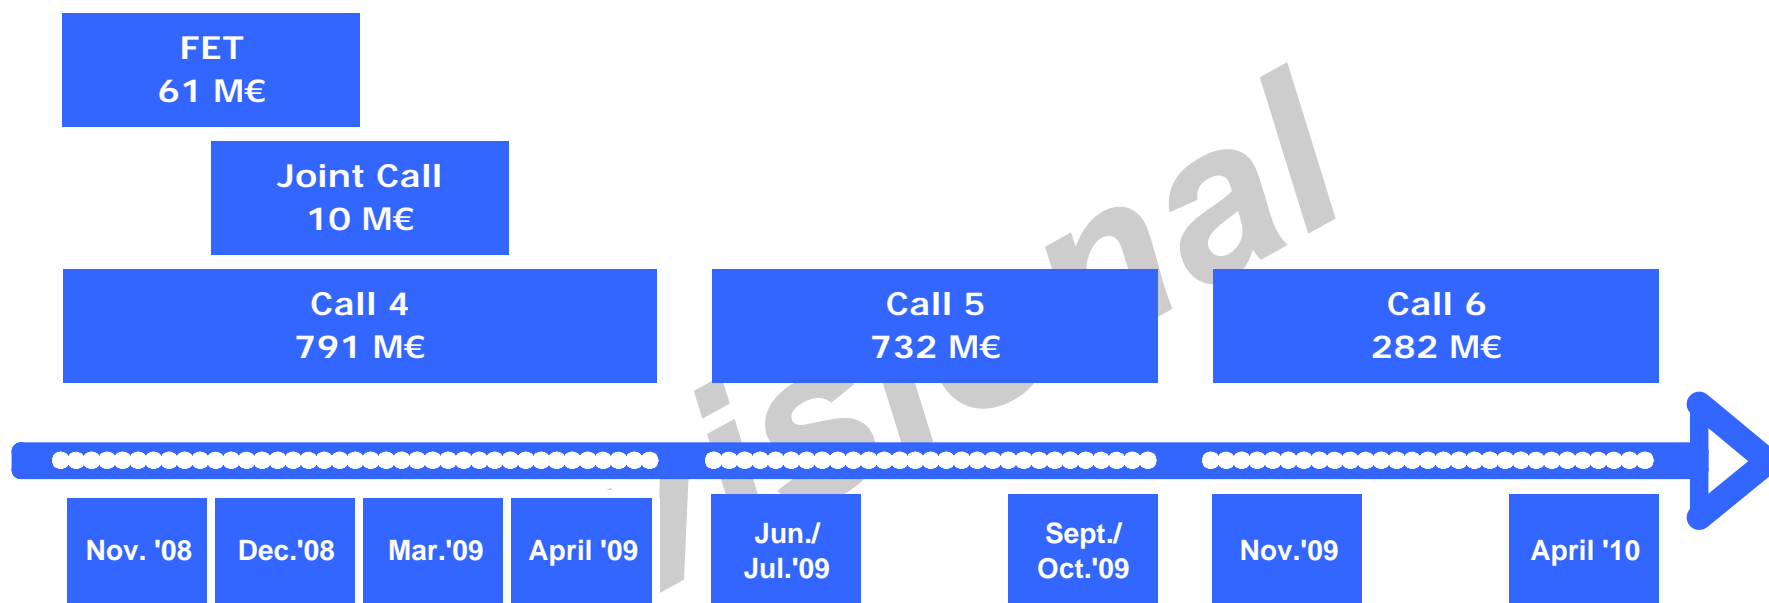 FET
61 M€
Joint Call
10 M€
Call 4
791 M€
Call 5
732 M€
Call 6
282 M€
Nov. '08
Dec.'08
Mar.'09
April '09
Jun./
Jul.'09
Sept./
Oct.'09
Nov.'09
April '10